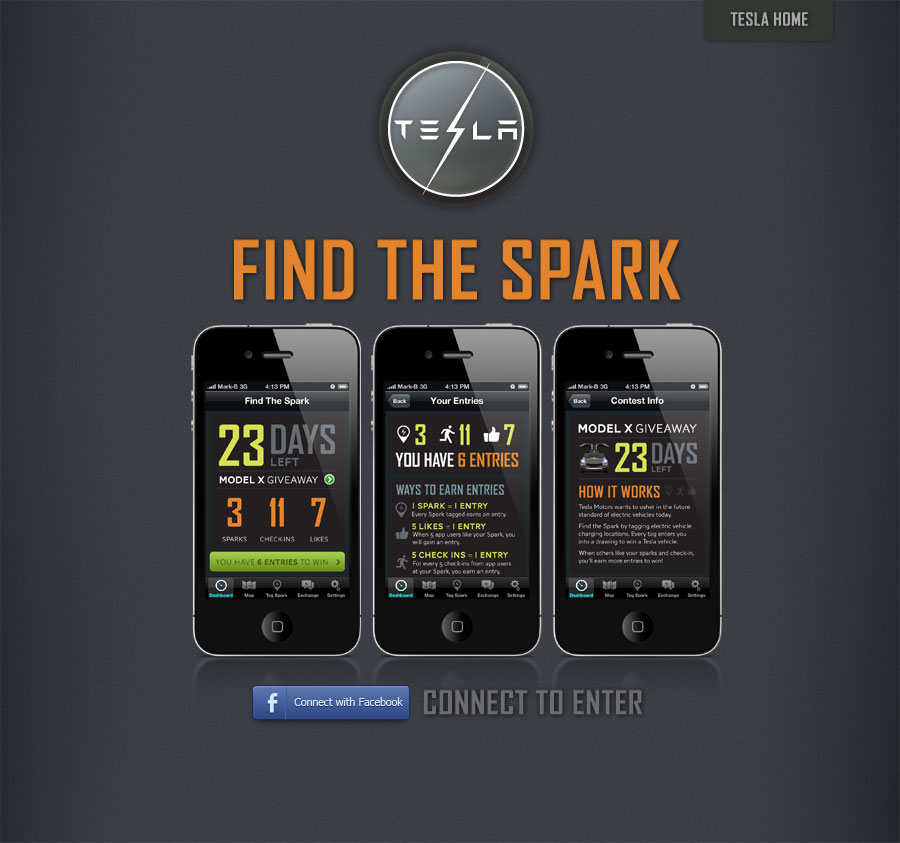 TESLA HOME
TESLA
FIND THE SPARK
Mark-B 3G 4:13 PM
Find The Spark
23 DAYS LEFT
MODEL X GIVEAWAY
3 11 7
SPARKS CHECK-INS LIKES
YOU HAVE 6 ENTRIES TO WIN
Dashboard Map Tag Spark Exchange Settings
Mark-B 3G 4:13 PM
Back Your Entries
3 11 7
YOU HAVE 6 ENTRIES
WAYS TO EARN ENTRIES
1 SPARK = 1 ENTRY
Every Spark tagged earns an entry.
5 LIKES = 1 ENTRY
When 5 app users like your Spark, you
will gain an entry.
5 CHECK INS = 1 ENTRY
For every 5 check-ins from app users
at your Spark, you earn an entry.
Dashboard Map Tag Spark Exchange Settings
Mark-B 3G 4:13 PM
Back Contest Info
MODEL X GIVEAWAY
23 DAYS LEFT
HOW IT WORKS
Tesla Motors wants to usher in the future
standard of electric vehicles today.
Find the Spark by tagging electric vehicle
charging locations. Every tag enters you
into a drawing to win a Tesla vehicle.
When others like your sparks and check-in,
you'll earn more entries to win!
Dashboard Map Tag Spark Exchange Settings
f Connect with Facebook
CONNECT TO ENTER